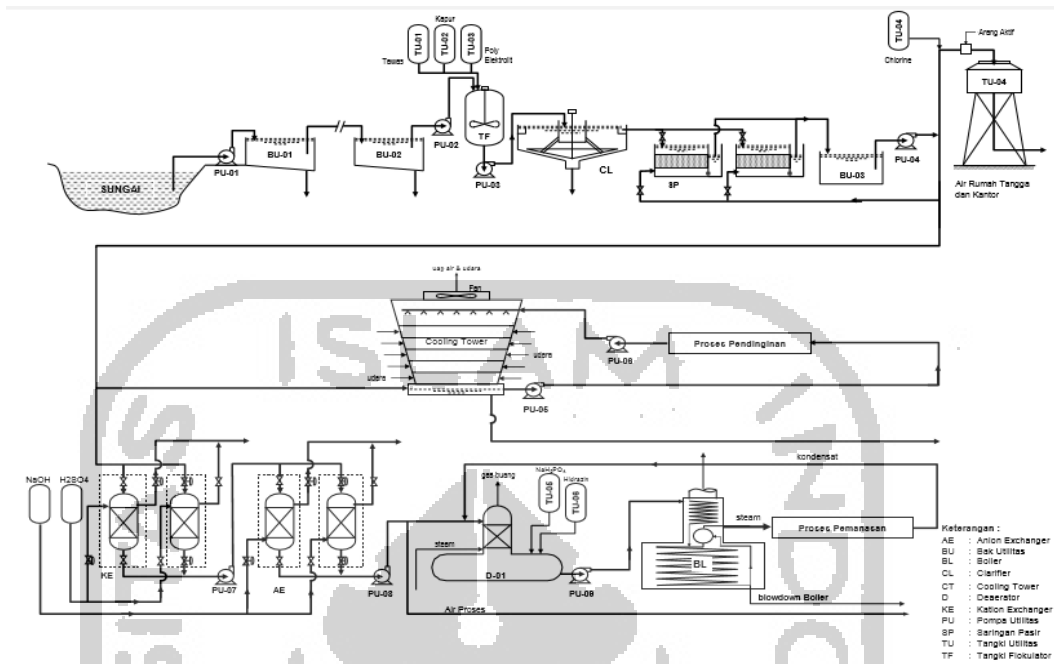 Kapur
TU-01
TU-02
TU-03
Tawas
Poly
Elektrolit
TU-04
Chlorine
Arang Aktif
TU-04
Air Rumah Tangga
dan Kantor
SUNGAI
PU-01
BU-01
BU-02
PU-02
TF
PU-03
CL
SP
BU-03
PU-04
uap air & udara
Fan
Cooling Tower
udara
udara
PU-05
PU-06
Proses Pendinginan
ISLAM
NaOH
H2SO4
KE
PU-07
AE
PU-08
gas buang
steam
D-01
Air Proses
NaH₂PO₄
Hidrazin
TU-05
TU-06
PU-09
BL
steam
kondensat
Proses Pemanasan
blowdown Boiler
Keterangan :
AE : Anion Exchanger
BU : Bak Utilitas
BL : Boiler
CL : Clarifier
CT : Cooling Tower
D : Deaerator
KE : Kation Exchanger
PU : Pompa Utilitas
SP : Saringan Pasir
TU : Tangki Utilitas
TF : Tangki Flokulator